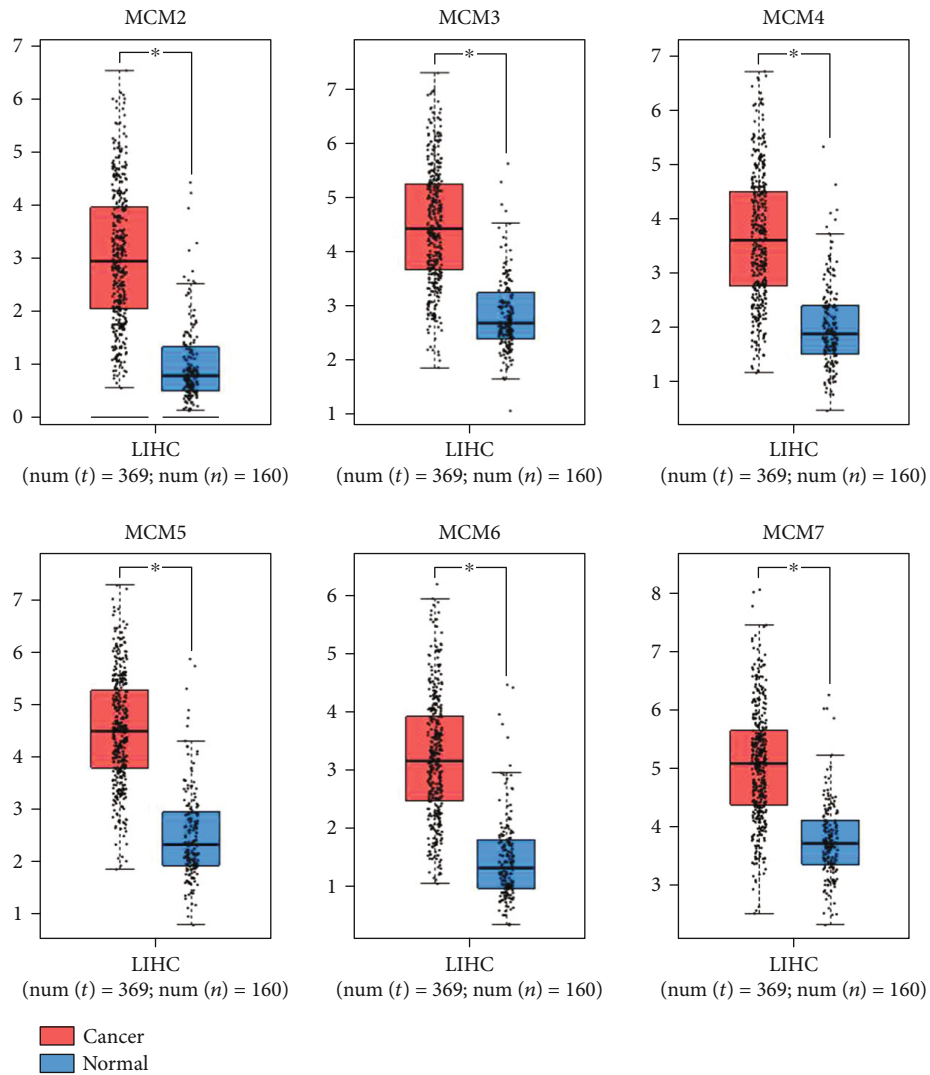 MCM2 MCM3 MCM4
7
6
5
4
3
2
1
0
*
LIHC
(num (t) = 369; num (n) = 160)
7
6
5
4
3
2
1
*
LIHC
(num (t) = 369; num (n) = 160)
7
6
5
4
3
2
1
*
LIHC
(num (t) = 369; num (n) = 160)
MCM5 MCM6 MCM7
7
6
5
4
3
2
1
*
LIHC
(num (t) = 369; num (n) = 160)
6
5
4
3
2
1
*
LIHC
(num (t) = 369; num (n) = 160)
8
7
6
5
4
3
*
LIHC
(num (t) = 369; num (n) = 160)
Cancer
Normal